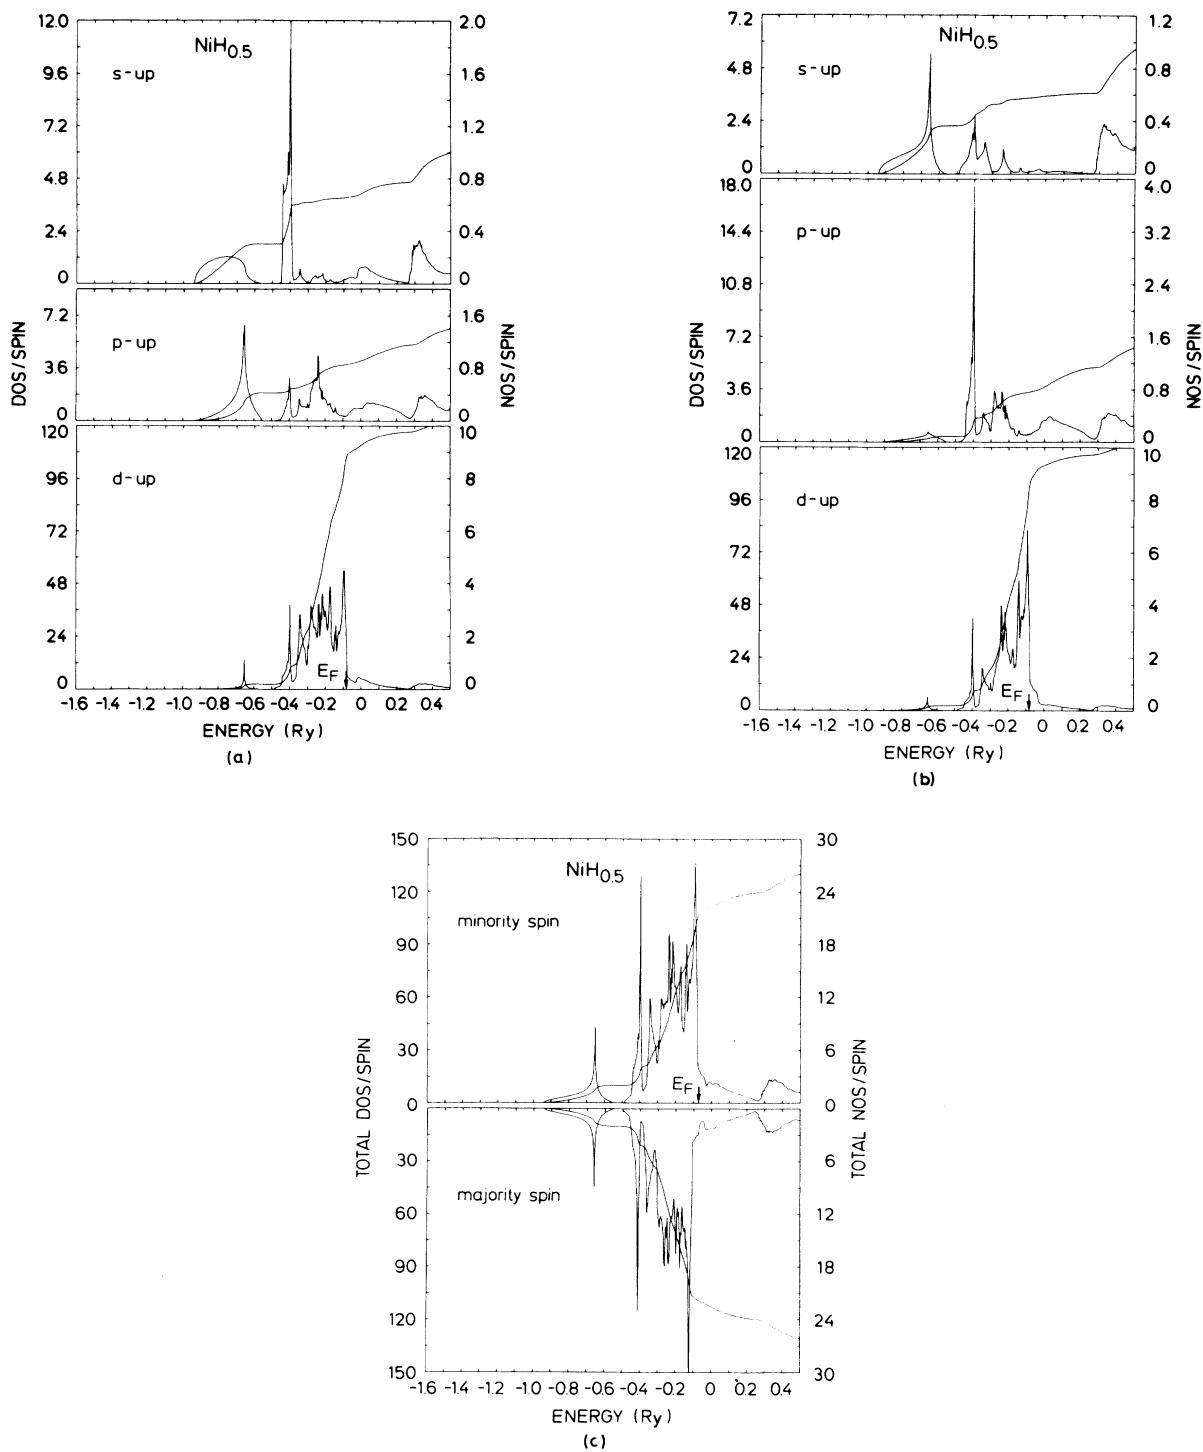 12.0
9.6
7.2
4.8
2.4
0
NiH0.5
s-up
2.0
1.6
1.2
0.8
0.4
0
7.2
3.6
0
p-up
1.6
0.8
0
120
96
72
48
24
0
d-up
EF
10
8
6
4
2
0
DOS/SPIN
NOS/SPIN
-1.6 -1.4 -1.2 -1.0 -0.8 -0.6 -0.4 -0.2 0 0.2 0.4
ENERGY (Ry)
(a)
7.2
4.8
2.4
0
NiH0.5
s-up
1.2
0.8
0.4
0
18.0
14.4
10.8
7.2
3.6
0
p-up
4.0
3.2
2.4
1.6
0.8
0
120
96
72
48
24
0
d-up
EF
10
8
6
4
2
0
DOS/SPIN
NOS/SPIN
-1.6 -1.4 -1.2 -1.0 -0.8 -0.6 -0.4 -0.2 0 0.2 0.4
ENERGY (Ry)
(b)
150
120
90
60
30
0
NiH0.5
minority spin
EF
30
24
18
12
6
0
30
60
90
120
150
majority spin
6
12
18
24
30
TOTAL DOS/SPIN
TOTAL NOS/SPIN
-1.6 -1.4 -1.2 -1.0 -0.8 -0.6 -0.4 -0.2 0 0.2 0.4
ENERGY (Ry)
(c)